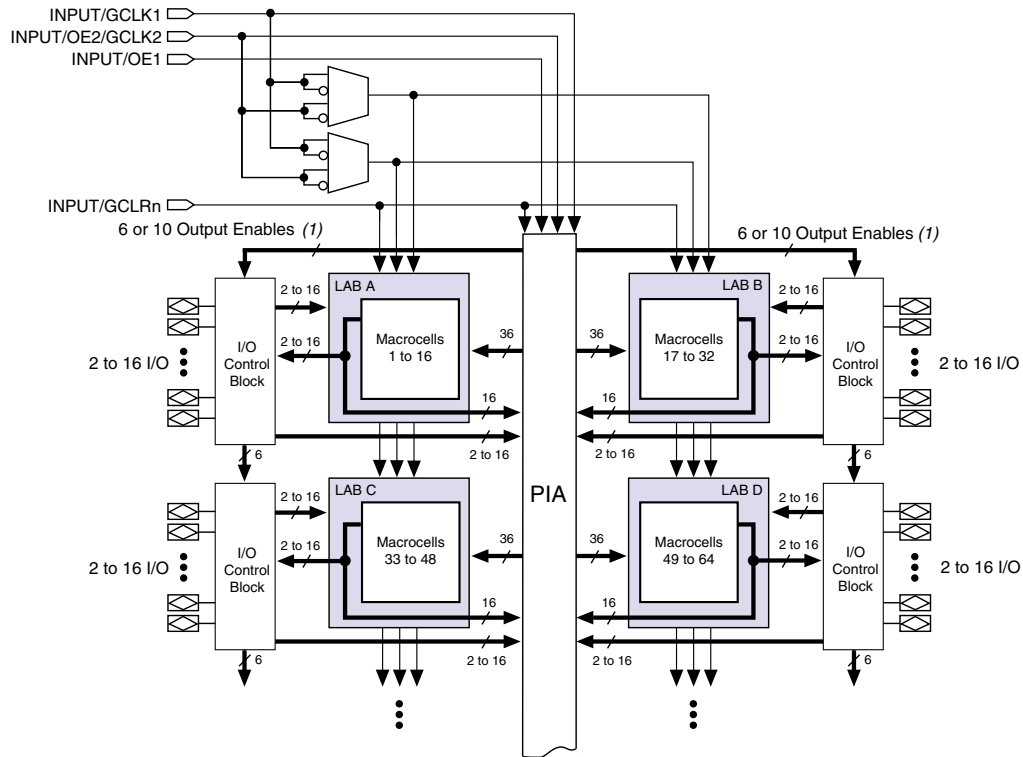 INPUT/GCLK1
INPUT/OE2/GCLK2
INPUT/OE1
INPUT/GCLRn
6 or 10 Output Enables (1)
6 or 10 Output Enables (1)
LAB A
LAB B
2 to 16
2 to 16
I/O
Control
Block
2 to 16
Macrocells
1 to 16
36
36
Macrocells
17 to 32
2 to 16
I/O
Control
Block
2 to 16 I/O
2 to 16 I/O
16
16
2 to 16
2 to 16
6
6
PIA
LAB C
LAB D
2 to 16
2 to 16
I/O
Control
Block
2 to 16
Macrocells
33 to 48
36
36
Macrocells
49 to 64
2 to 16
I/O
Control
Block
2 to 16 I/O
2 to 16 I/O
16
16
2 to 16
2 to 16
6
6